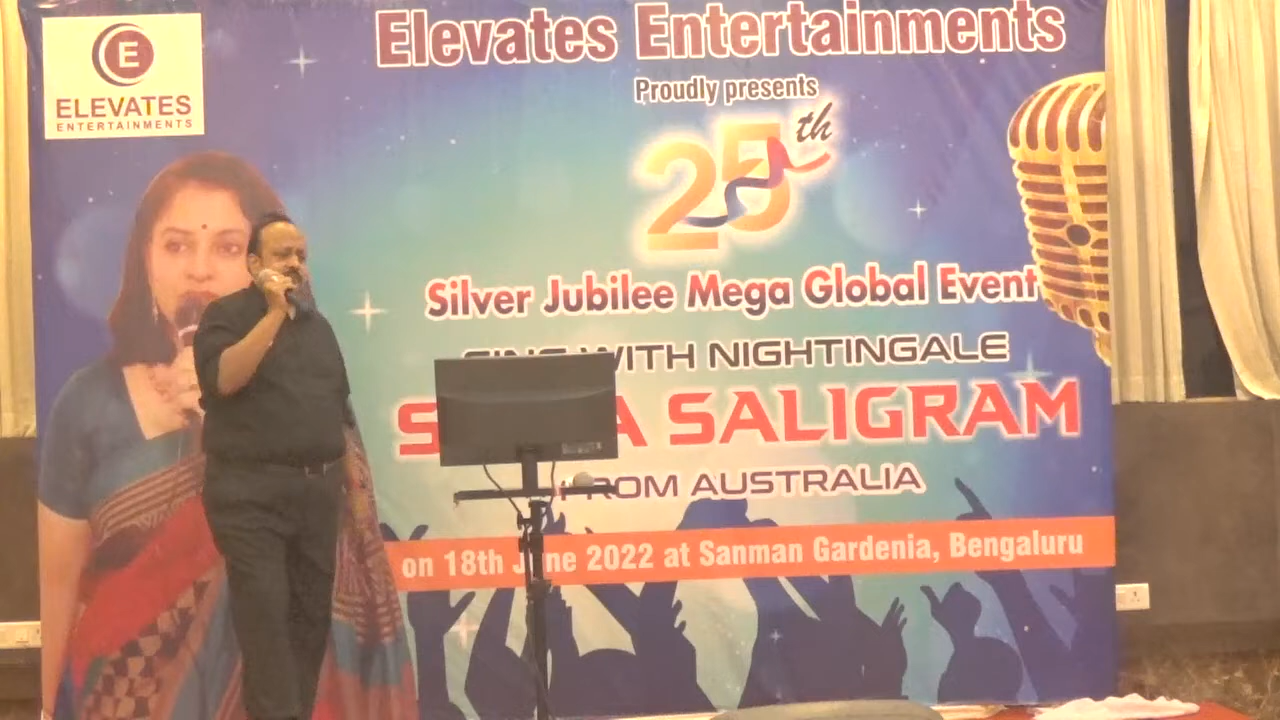 E
ELEVATES
ENTERTAINMENTS
Elevates Entertainments
Proudly presents
25th
Silver Jubilee Mega Global Event
WITH NIGHTINGALE
SALIGRAM
FROM AUSTRALIA
on 18th June 2022 at Sanman Gardenia, Bengaluru